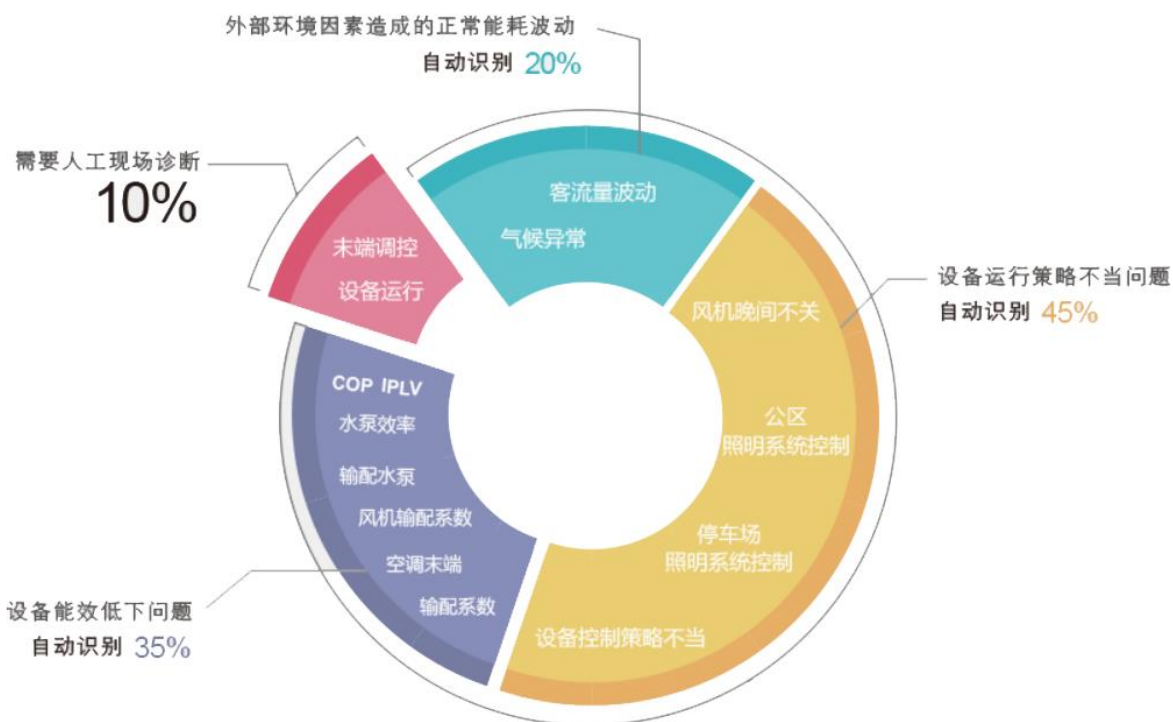 外部环境因素造成的正常能耗波动
自动识别 20%
需要人工现场诊断
10%
客流量波动
气候异常
末端调控
设备运行
设备运行策略不当问题
自动识别 45%
风机晚间不关
公区
照明系统控制
停车场
照明系统控制
设备控制策略不当
COP IPLV
水泵效率
输配水泵
风机输配系数
空调末端
输配系数
设备能效低下问题
自动识别 35%